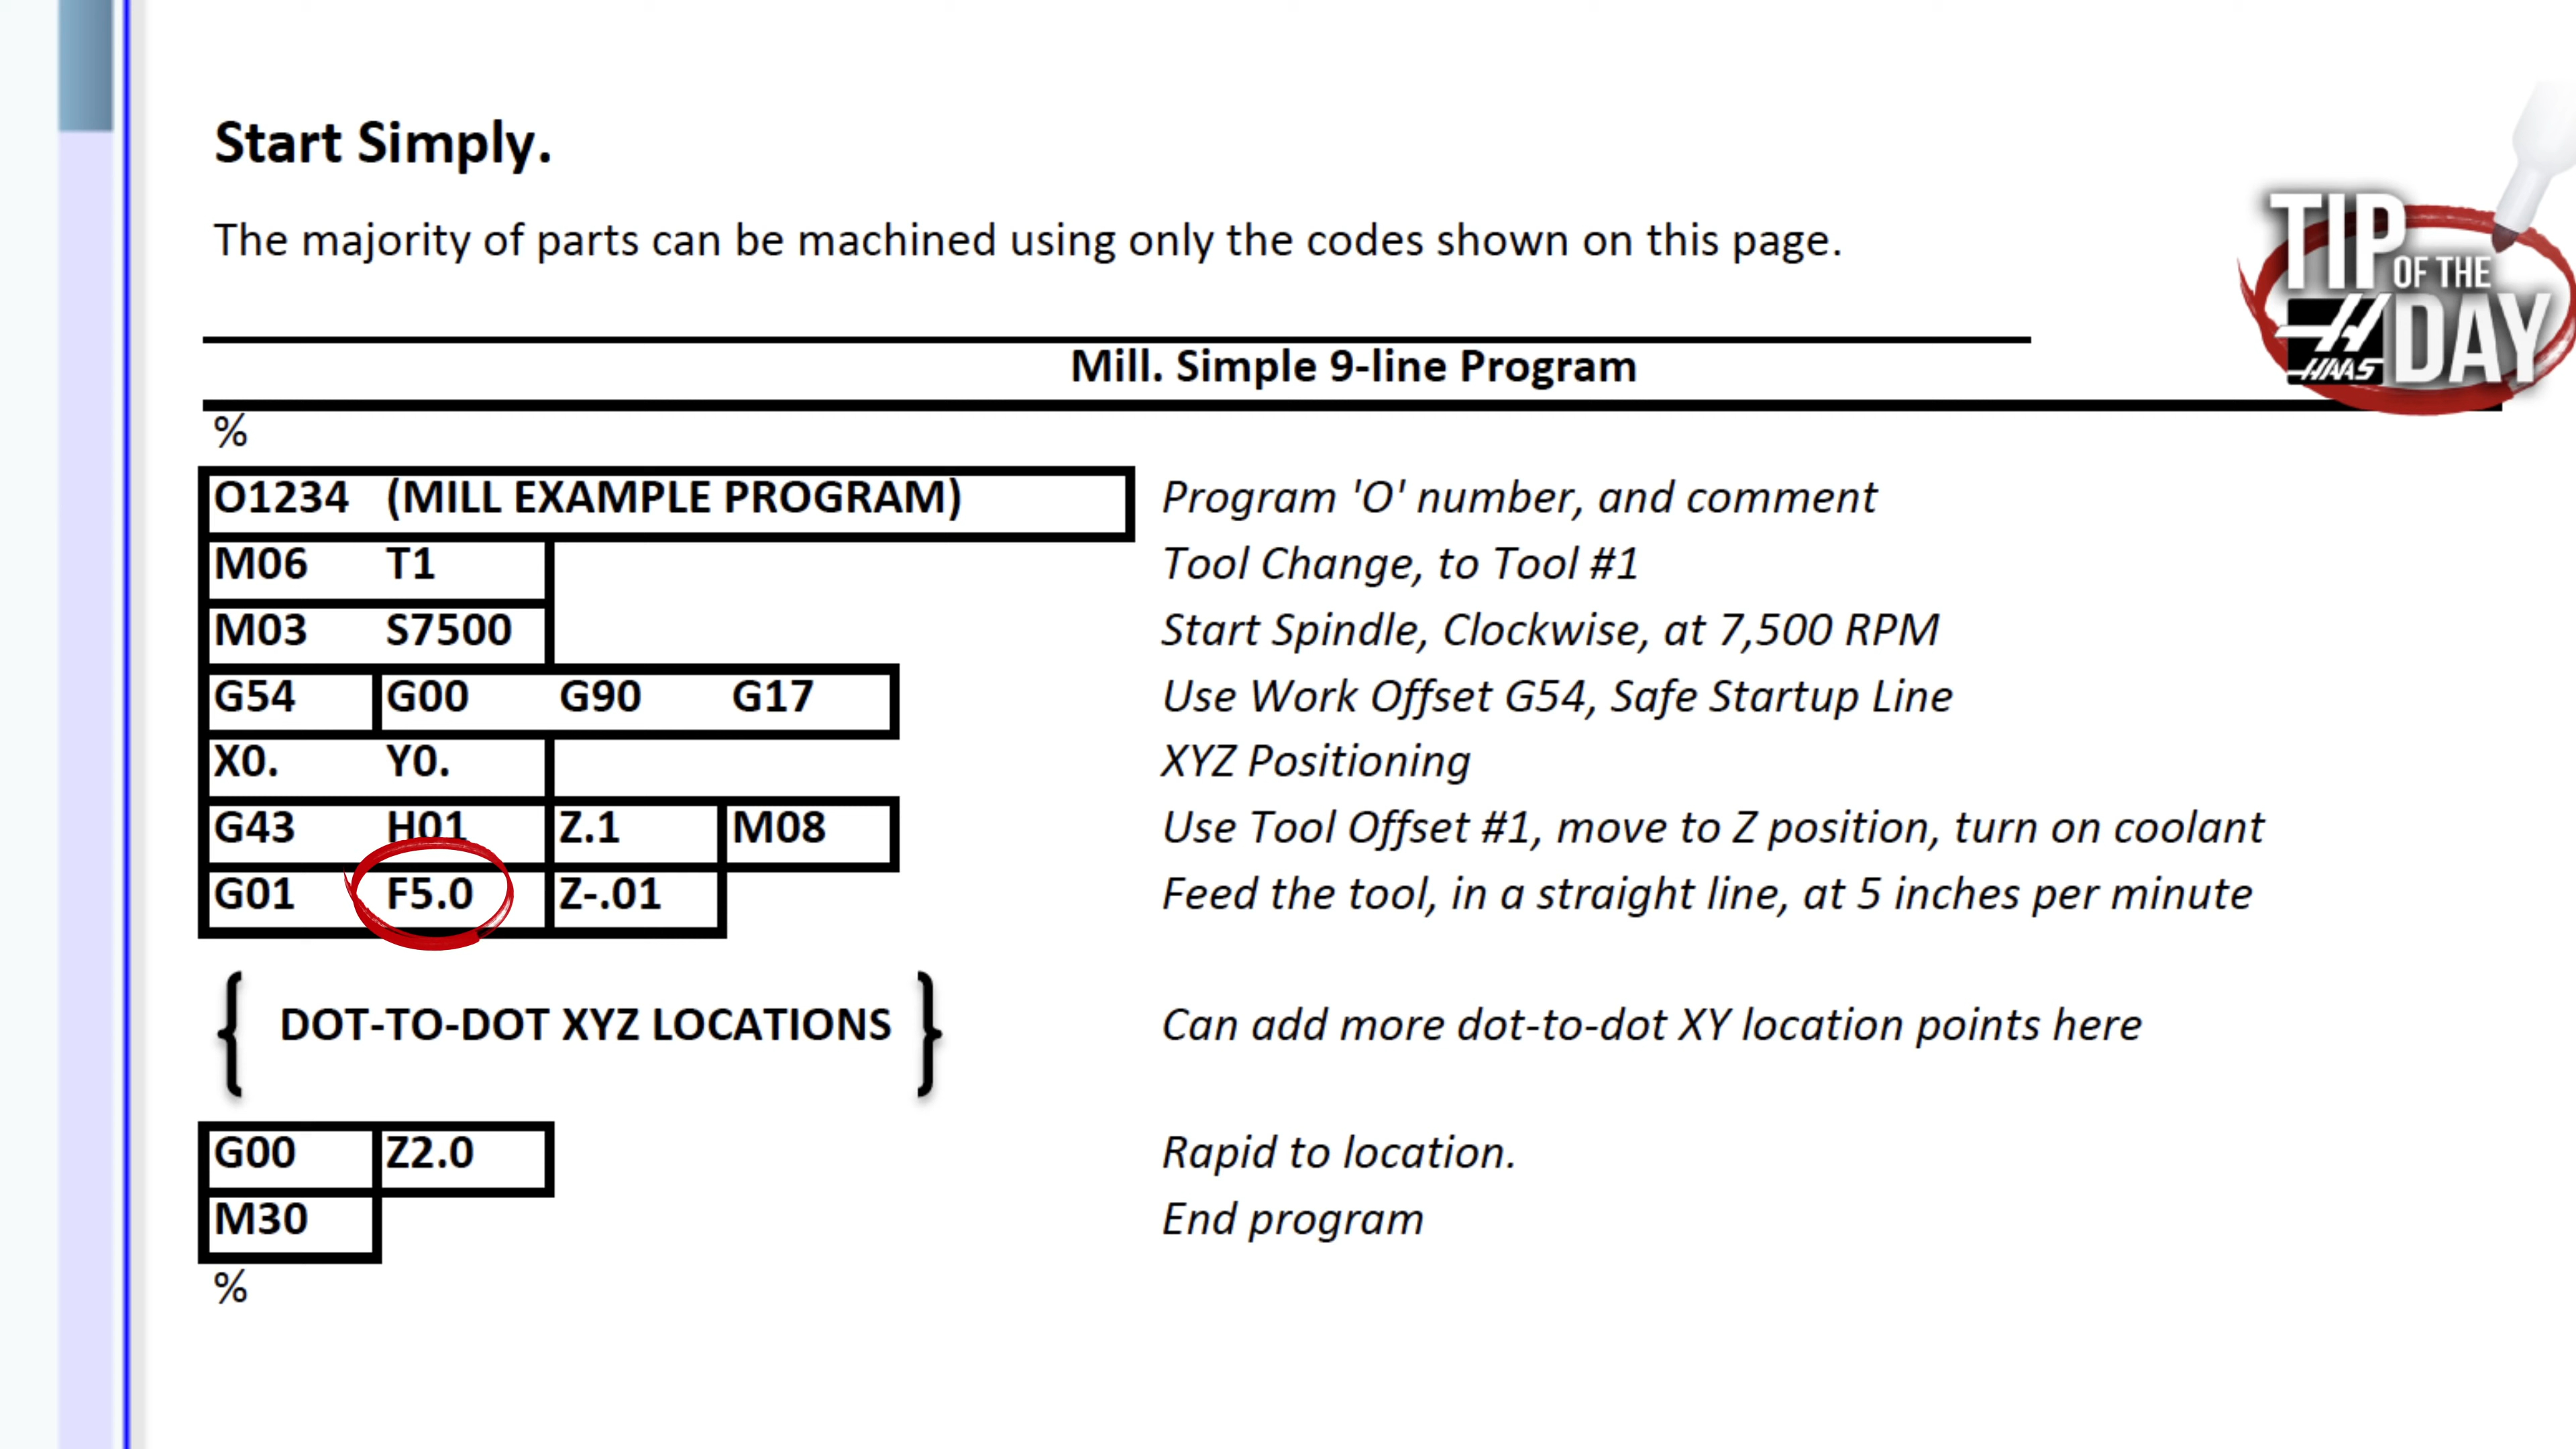 Start Simply.
The majority of parts can be machined using only the codes shown on this page.
TIP OF THE DAY
HAAS
Mill. Simple 9-line Program
%
O1234 (MILL EXAMPLE PROGRAM) Program 'O' number, and comment
M06 T1 Tool Change, to Tool #1
M03 S7500 Start Spindle, Clockwise, at 7,500 RPM
G54 G00 G90 G17 Use Work Offset G54, Safe Startup Line
X0. Y0. XYZ Positioning
G43 H01 Z.1 M08 Use Tool Offset #1, move to Z position, turn on coolant
G01 F5.0 Z-.01 Feed the tool, in a straight line, at 5 inches per minute
{ DOT-TO-DOT XYZ LOCATIONS } Can add more dot-to-dot XY location points here
G00 Z2.0 Rapid to location.
M30 End program
%